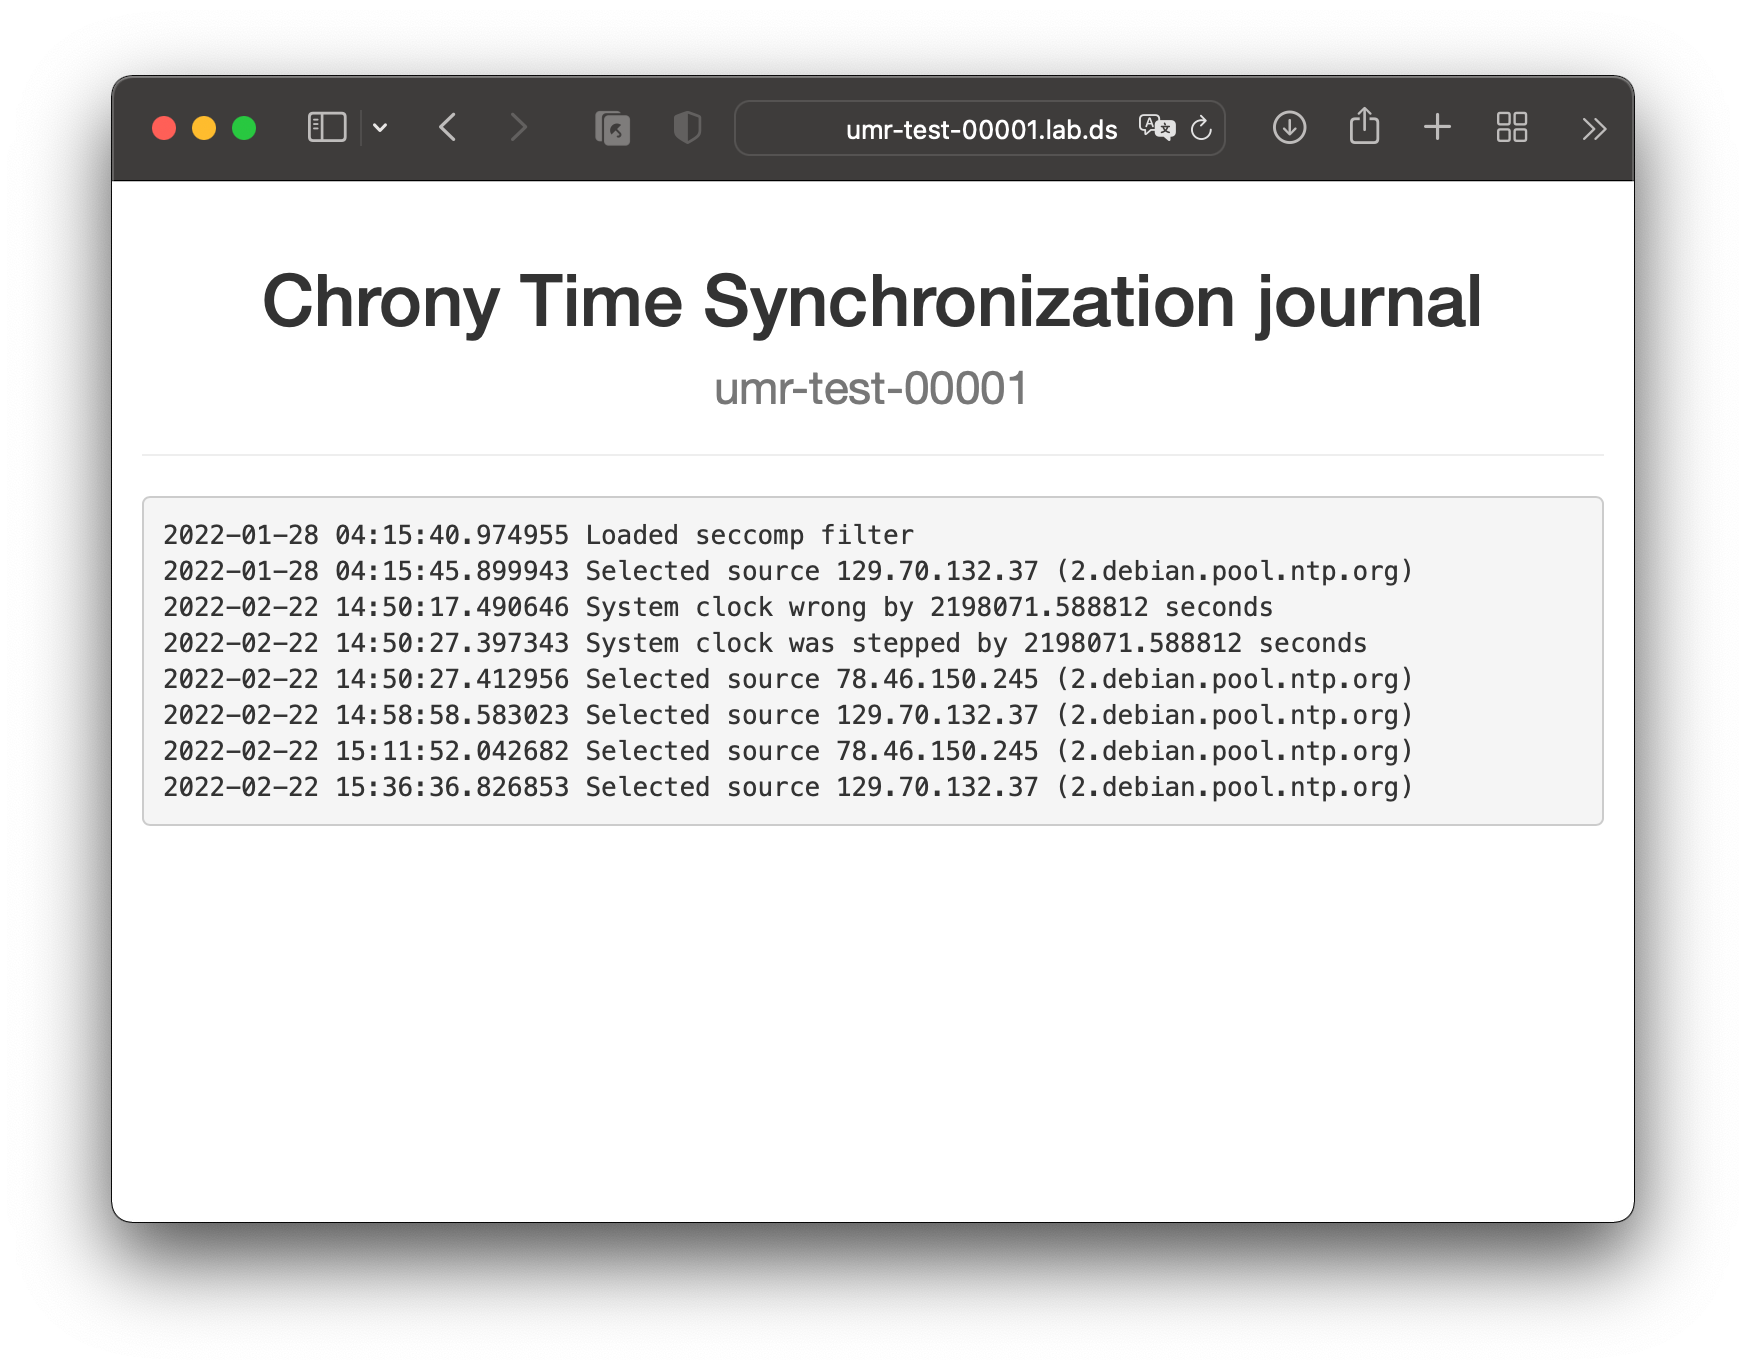 umr-test-00001.lab.ds
Chrony Time Synchronization journal
umr-test-00001
2022-01-28 04:15:40.974955 Loaded seccomp filter
2022-01-28 04:15:45.899943 Selected source 129.70.132.37 (2.debian.pool.ntp.org)
2022-02-22 14:50:17.490646 System clock wrong by 2198071.588812 seconds
2022-02-22 14:50:27.397343 System clock was stepped by 2198071.588812 seconds
2022-02-22 14:50:27.412956 Selected source 78.46.150.245 (2.debian.pool.ntp.org)
2022-02-22 14:58:58.583023 Selected source 129.70.132.37 (2.debian.pool.ntp.org)
2022-02-22 15:11:52.042682 Selected source 78.46.150.245 (2.debian.pool.ntp.org)
2022-02-22 15:36:36.826853 Selected source 129.70.132.37 (2.debian.pool.ntp.org)